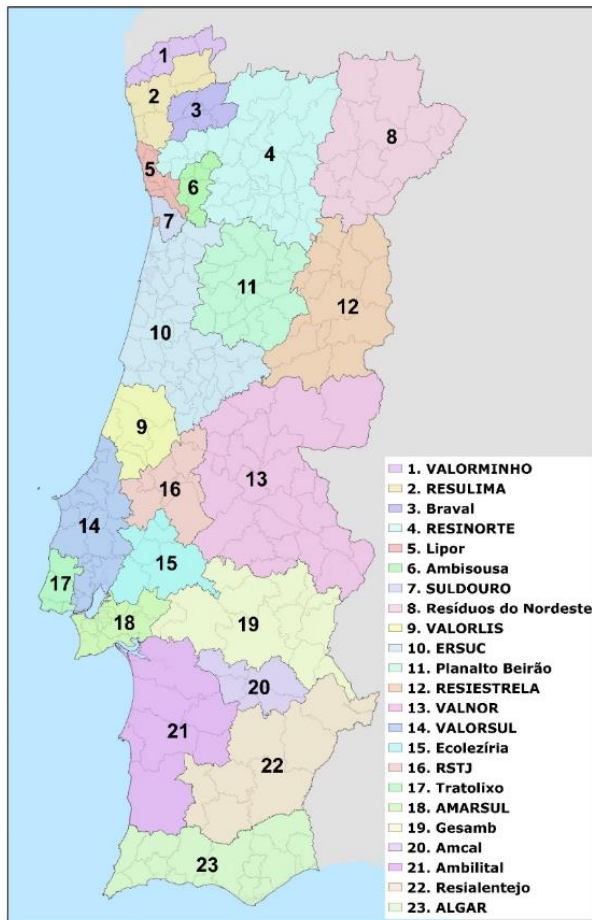 1
2
3
4
8
5
6
7
11
12
10
9
13
16
14
15
17
18
19
20
21
22
23
1. VALORMINHO
2. RESULIMA
3. Braval
4. RESINORTE
5. Lipor
6. Ambisousa
7. SULDOURO
8. Resíduos do Nordeste
9. VALORLIS
10. ERSUC
11. Planalto Beirão
12. RESIESTRELA
13. VALNOR
14. VALORSUL
15. Ecolezíria
16. RSTJ
17. Tratolixo
18. AMARSUL
19. Gesamb
20. Amcal
21. Ambilital
22. Resialentejo
23. ALGAR